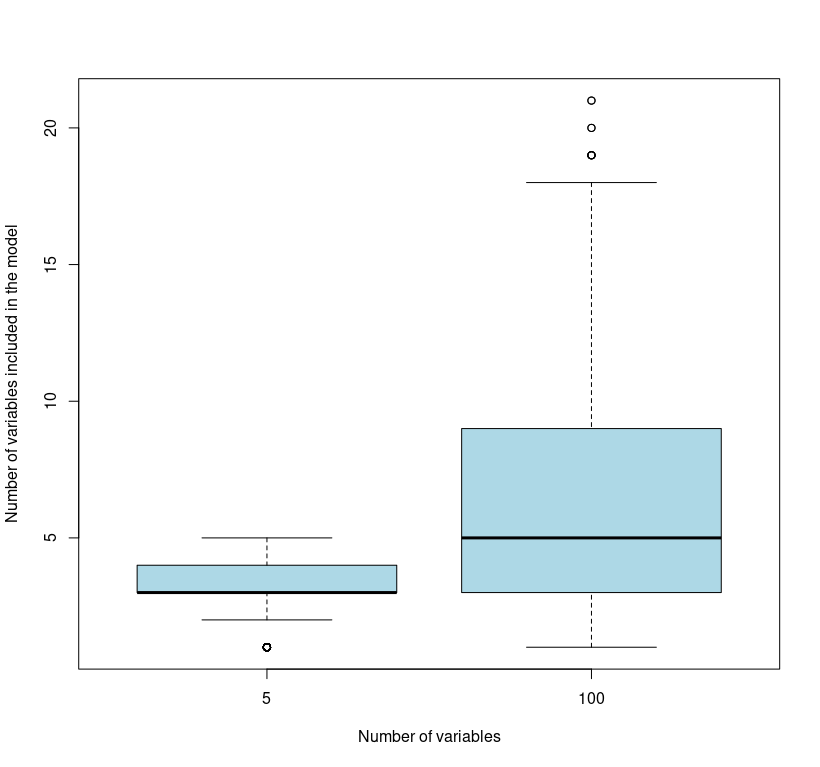 Number of variables included in the model
20
15
10
5
5 100
Number of variables